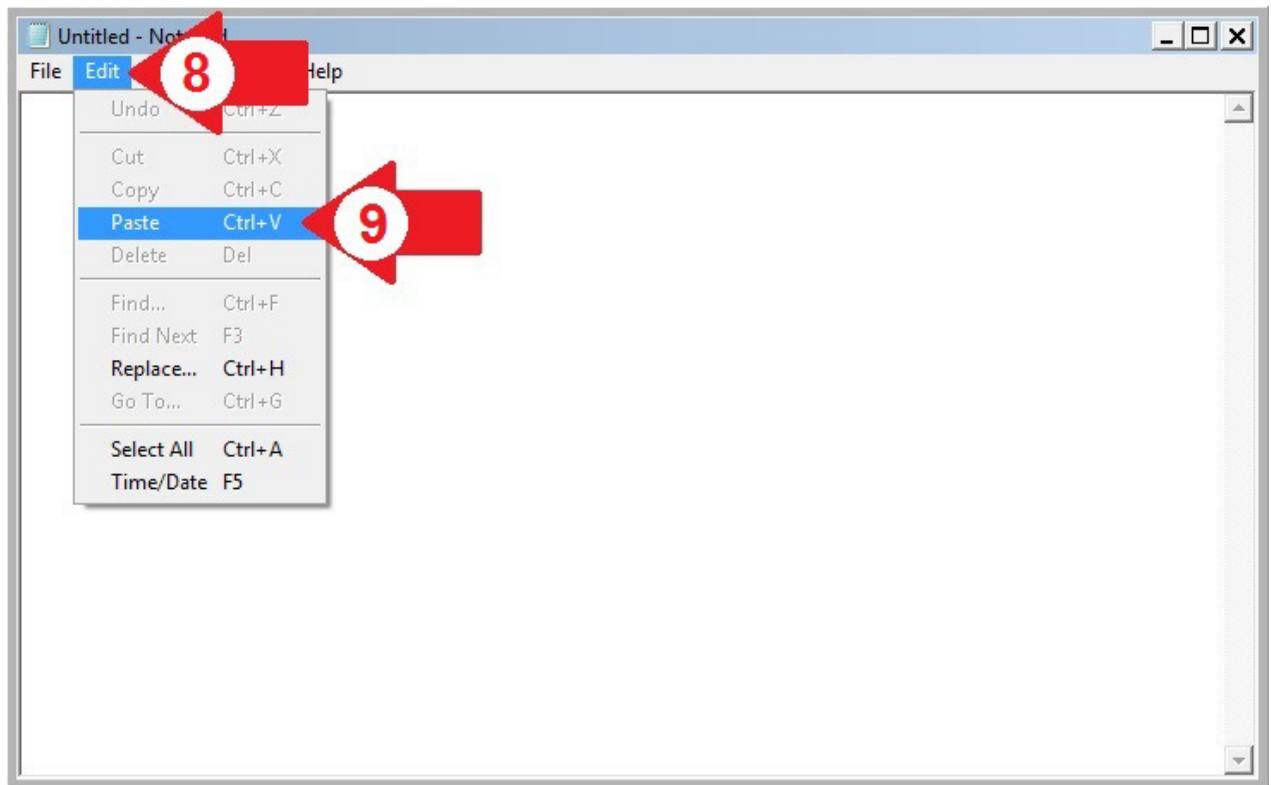 Untitled - Not
File Edit Help
8
Undo Ctrl+Z
Cut Ctrl+X
Copy Ctrl+C
Paste Ctrl+V
9
Delete Del
Find... Ctrl+F
Find Next F3
Replace... Ctrl+H
Go To... Ctrl+G
Select All Ctrl+A
Time/Date F5